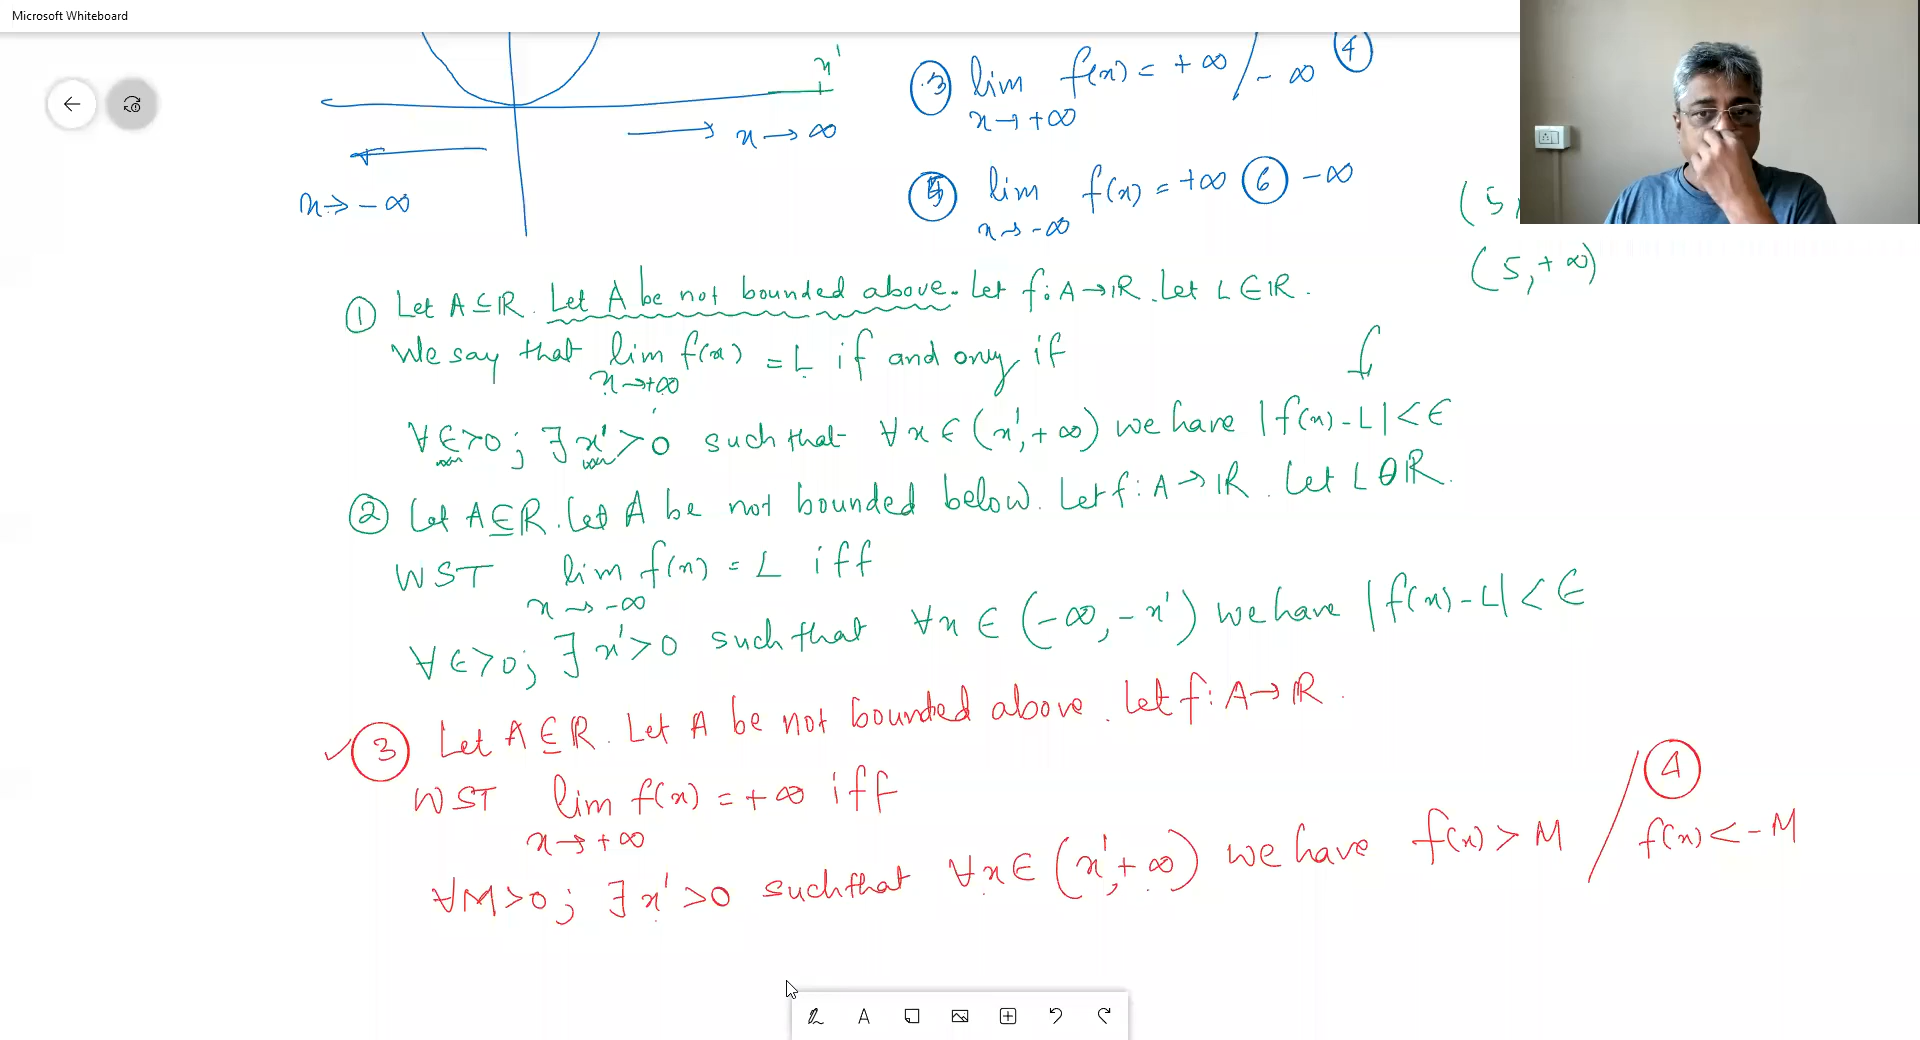 Microsoft Whiteboard
x'
x → ∞
x → -∞
③ lim f(x) = +∞ / -∞ ④
x → +∞
lim f(x) = +∞ ⑥ -∞
x → -∞
(5,
(5, +∞)
① Let A ⊆ ℝ. Let A be not bounded above. Let f: A → ℝ. Let L ∈ ℝ.
We say that lim f(x) = L if and only if
x → +∞
∀ ϵ > 0; ∃ x' > 0 such that ∀ x ∈ (x', +∞) we have |f(x) - L| < ϵ
② Let A ⊆ ℝ. Let A be not bounded below. Let f: A → ℝ. Let L ∈ ℝ.
WST lim f(x) = L iff
x → -∞
∀ ϵ > 0; ∃ x' > 0 such that ∀ x ∈ (-∞, -x') we have |f(x) - L| < ϵ
③ Let A ⊆ ℝ. Let A be not bounded above. Let f: A → ℝ.
WST lim f(x) = +∞ iff
x → +∞
∀ M > 0; ∃ x' > 0 such that ∀ x ∈ (x', +∞) we have f(x) > M / ④ f(x) < -M